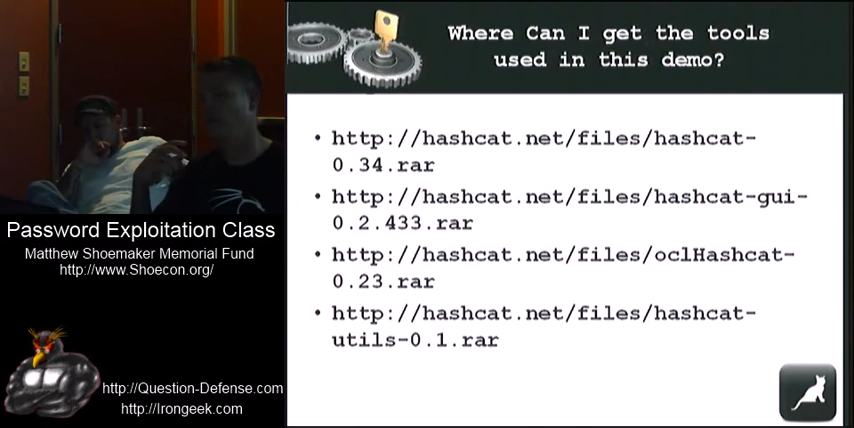 Where Can I get the tools
used in this demo?
• http://hashcat.net/files/hashcat-
0.34.rar
• http://hashcat.net/files/hashcat-gui-
0.2.433.rar
• http://hashcat.net/files/oclHashcat-
0.23.rar
• http://hashcat.net/files/hashcat-
utils-0.1.rar
Password Exploitation Class
Matthew Shoemaker Memorial Fund
http://www.Shoecon.org/
http://Question-Defense.com
http://Irongeek.com